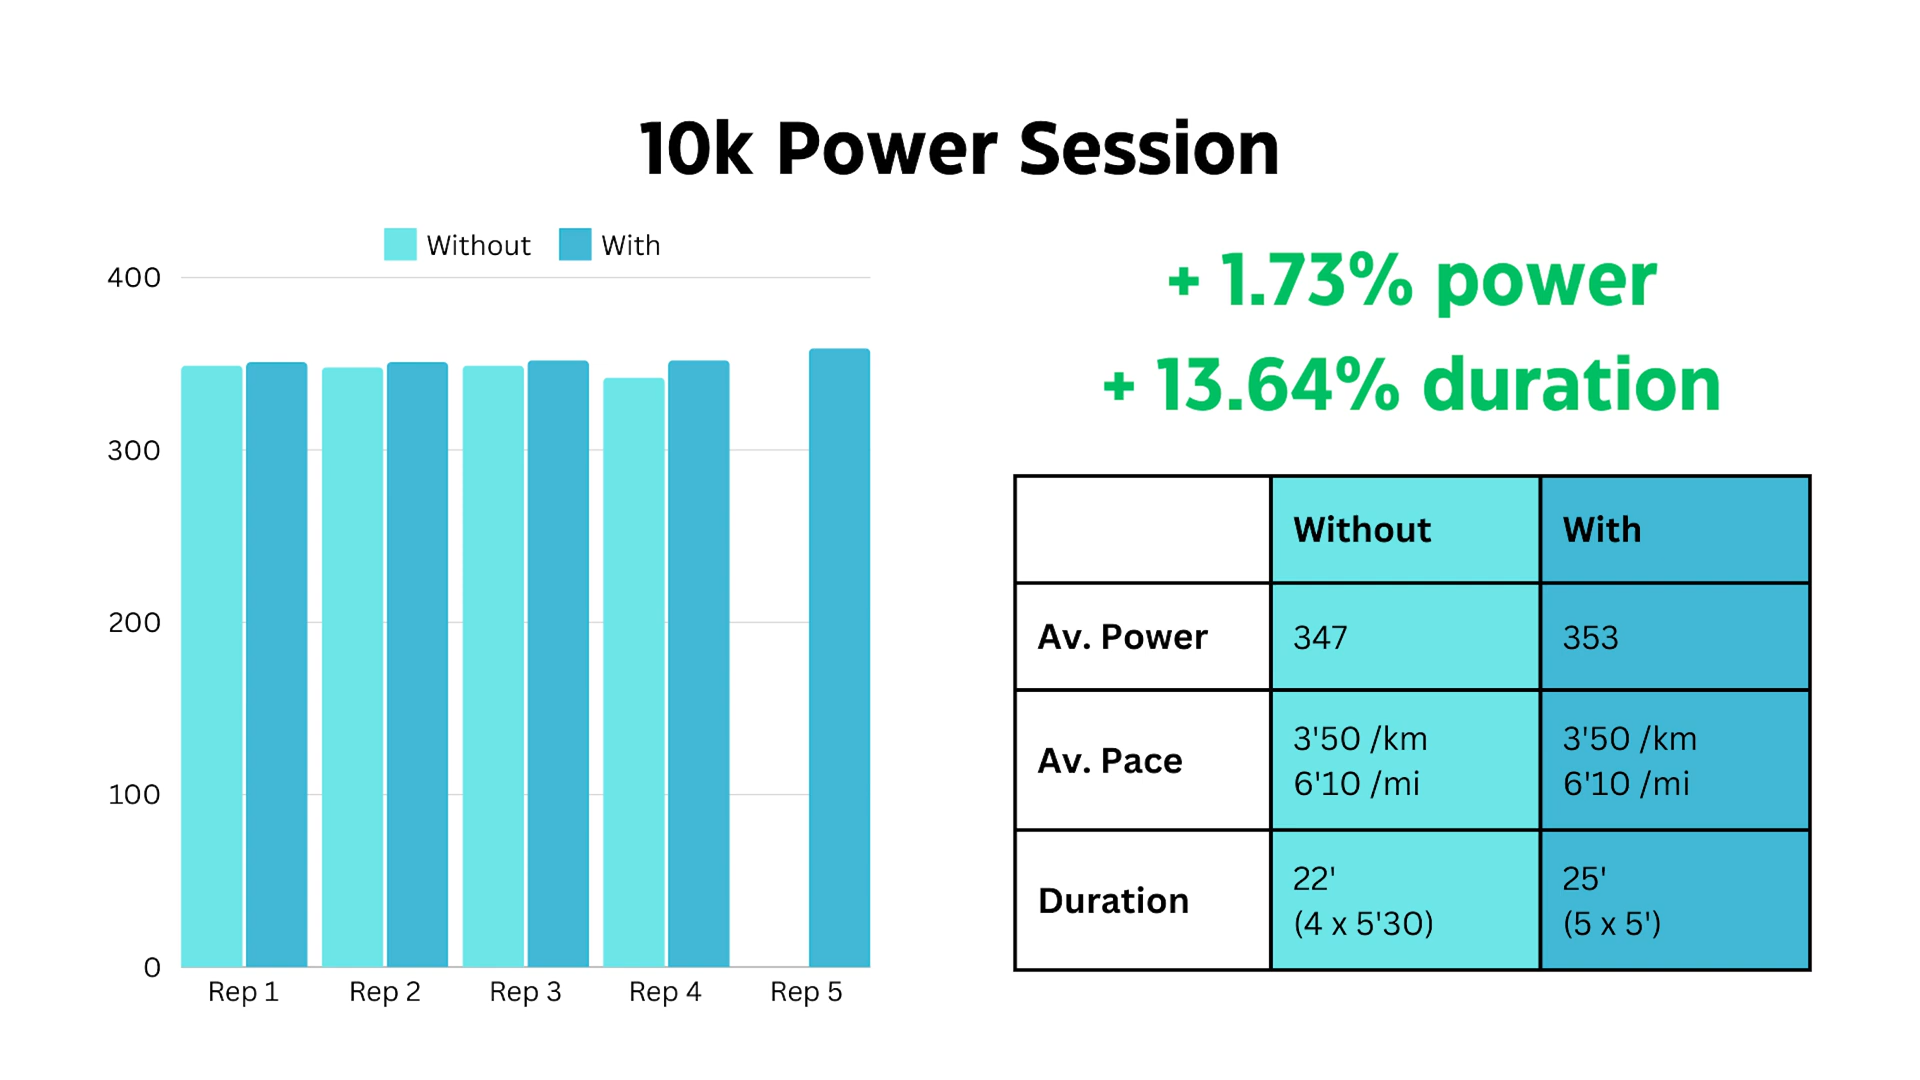 10k Power Session
Without
With
400
300
200
100
0
Rep 1
Rep 2
Rep 3
Rep 4
Rep 5
+ 1.73% power
+ 13.64% duration
Without
With
Av. Power
347
353
Av. Pace
3'50 /km
6'10 /mi
3'50 /km
6'10 /mi
Duration
22'
(4 x 5'30)
25'
(5 x 5')